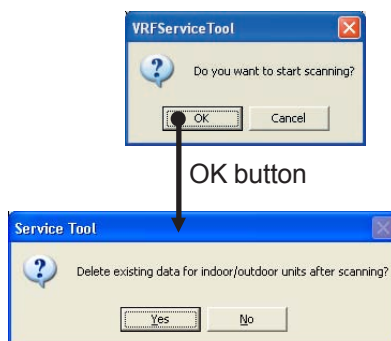 VRFServiceTool
Do you want to start scanning?
OK Cancel
OK button
Service Tool
Delete existing data for indoor/outdoor units after scanning?
Yes No